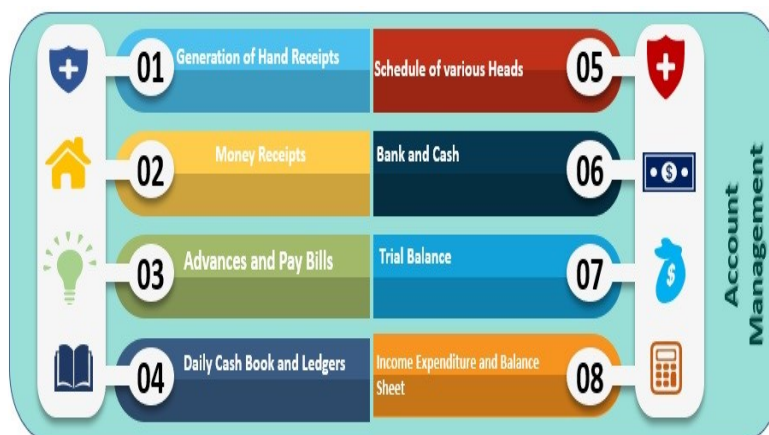 01
Generation of Hand Receipts
02
Money Receipts
03
Advances and Pay Bills
04
Daily Cash Book and Ledgers
Schedule of various Heads
05
Bank and Cash
06
$
Trial Balance
07
$
Income Expenditure and Balance
Sheet
08
Account
Management